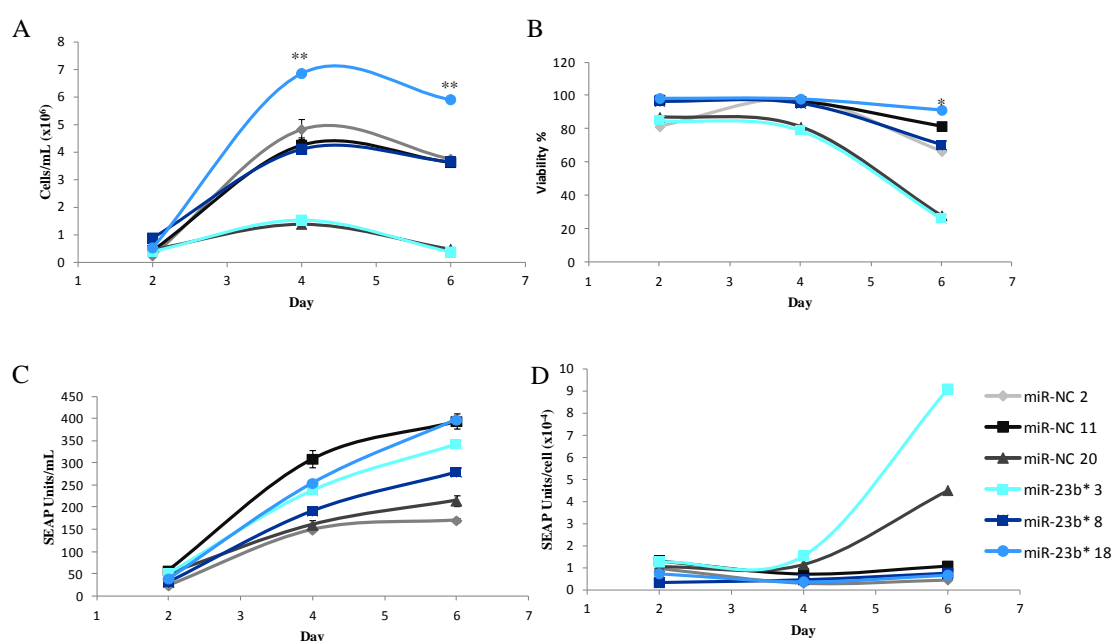 A
Cells/mL (x10⁶)
8
7
6
5
4
3
2
1
0
** **
1 2 3 4 5 6 7
Day
B
Viability %
120
100
80
60
40
20
0
*
1 2 3 4 5 6 7
Day
C
SEAP Units/mL
450
400
350
300
250
200
150
100
50
0
1 2 3 4 5 6 7
Day
D
SEAP Units/cell (x10⁻⁴)
10
9
8
7
6
5
4
3
2
1
0
1 2 3 4 5 6 7
Day
miR-NC 2
miR-NC 11
miR-NC 20
miR-23b* 3
miR-23b* 8
miR-23b* 18